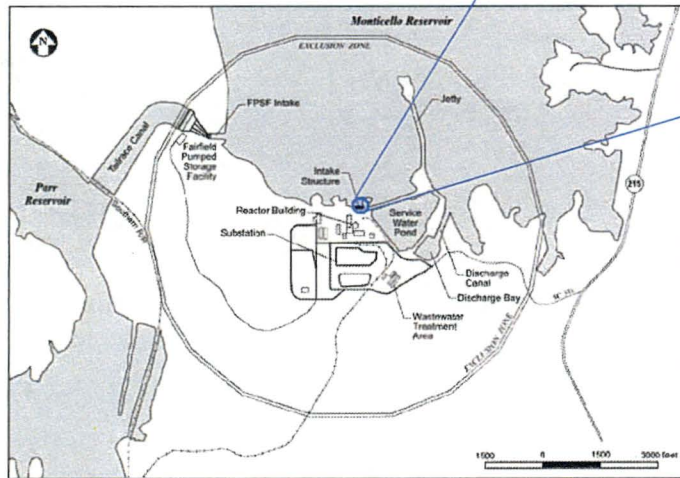 Monticello Reservoir
N
EXCLUSION ZONE
FPSF Intake
Jetty
Tailrace Canal
Fairfield
Pumped
Storage
Facility
Intake
Structure
Parr
Reservoir
215
Reactor Building
Service
Water
Pond
Substation
Discharge
Canal
Discharge Bay
Wastewater
Treatment
Area
EXCLUSION ZONE
1500 0 1500 3000 feet